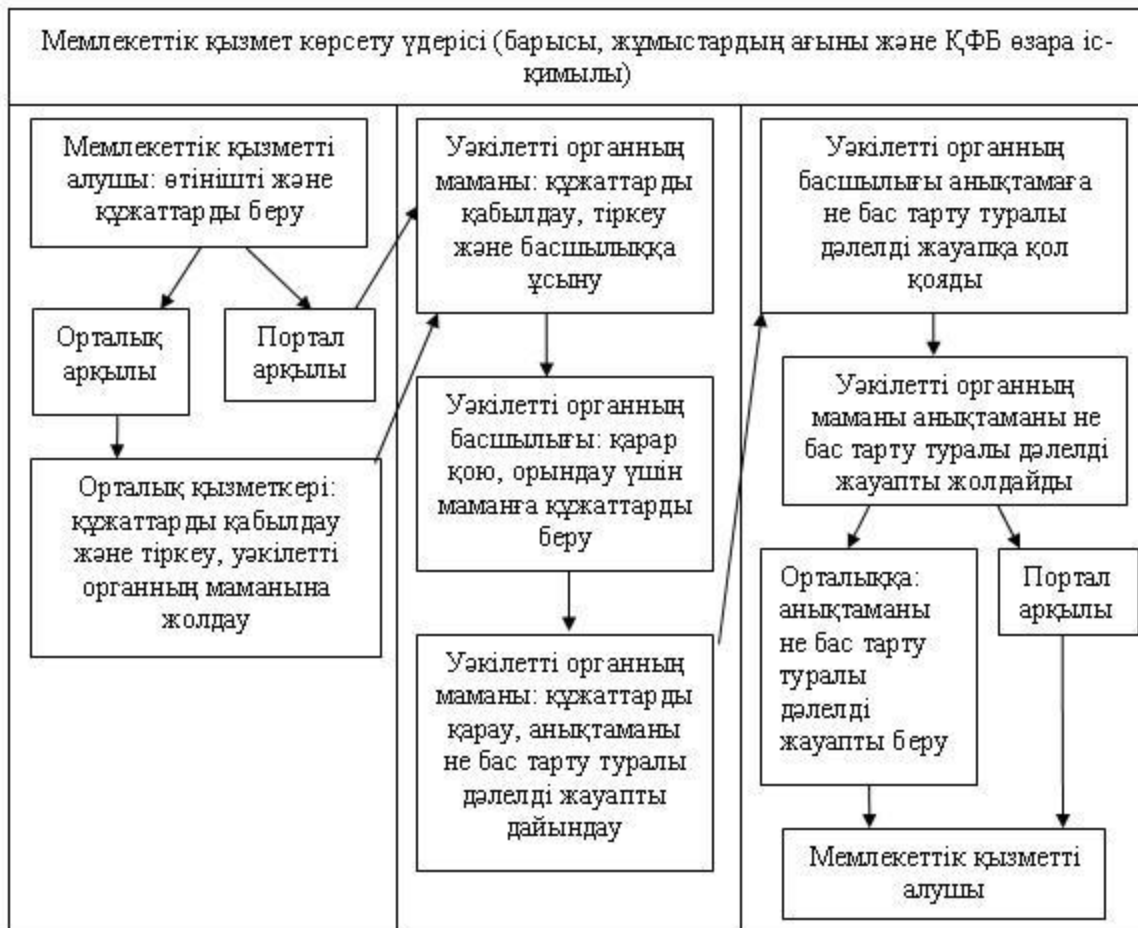 Мемлекеттік қызмет көрсету үдерісі (барысы, жұмыстардың ағыны және ҚФБ өзара іс-
қимылы)
Мемлекеттік қызметті
алушы: өтінішті және
құжаттарды беру
Орталық
арқылы
Портал
арқылы
Орталық қызметкері:
құжаттарды қабылдау
және тіркеу, уәкілетті
органның маманына
жолдау
Уәкілетті органның
маманы: құжаттарды
қабылдау, тіркеу
және басшылыққа
ұсыну
Уәкілетті органның
басшылығы: қарар
қою, орындау үшін
маманға құжаттарды
беру
Уәкілетті органның
маманы: құжаттарды
қарау, анықтаманы
не бас тарту туралы
дәлелді жауапты
дайындау
Уәкілетті органның
басшылығы анықтамаға
не бас тарту туралы
дәлелді жауапқа қол
қояды
Уәкілетті органның
маманы анықтаманы не
бас тарту туралы дәлелді
жауапты жолдайды
Орталыққа:
анықтаманы
не бас тарту
туралы
дәлелді
жауапты беру
Портал
арқылы
Мемлекеттік қызметті
алушы